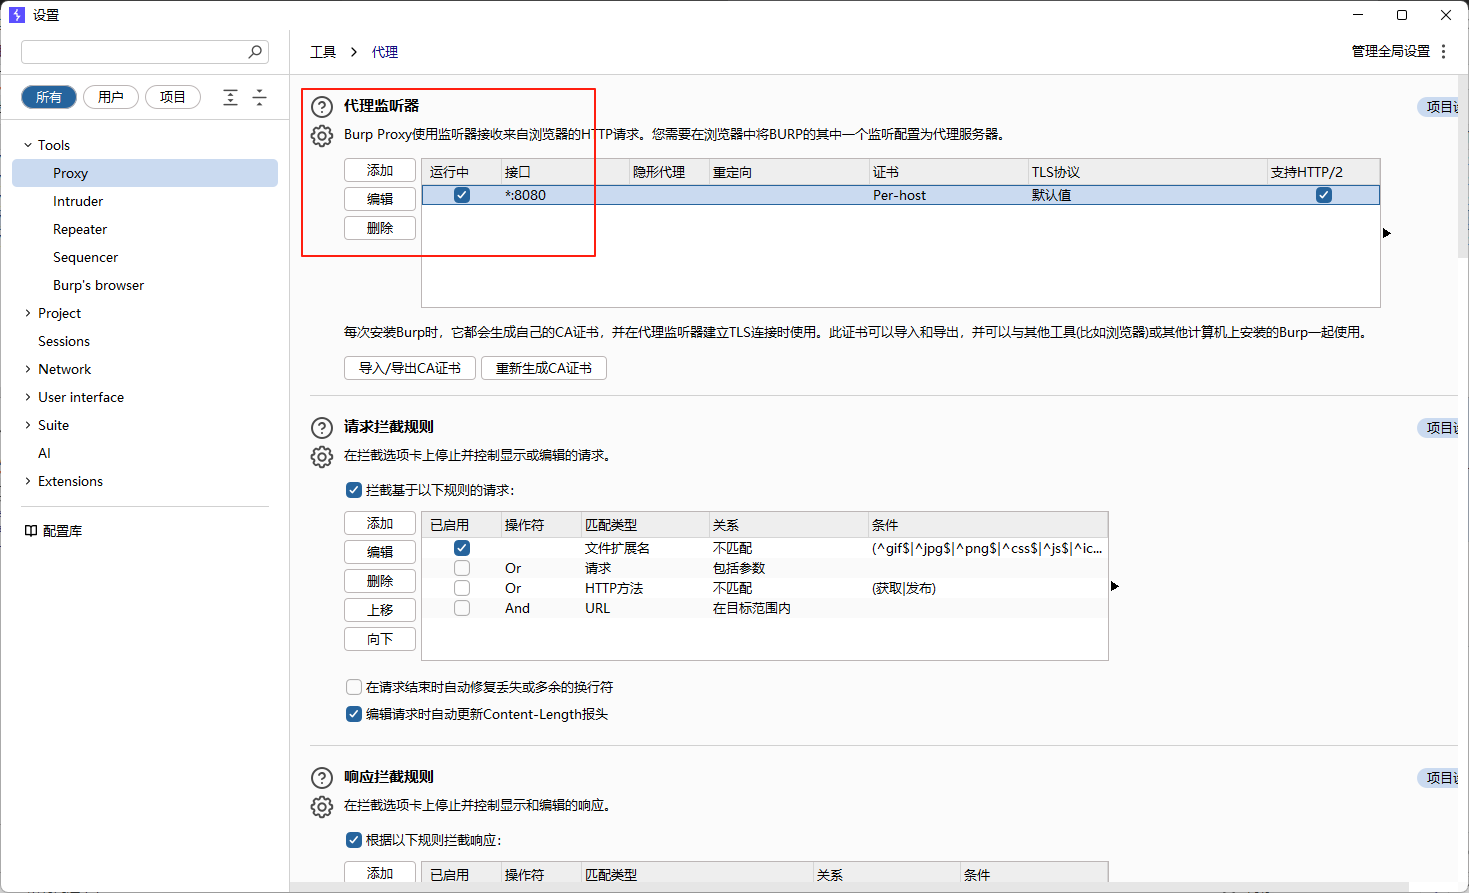 设置
工具 > 代理
管理全局设置
所有 用户 项目
Tools
Proxy
Intruder
Repeater
Sequencer
Burp's browser
Project
Sessions
Network
User interface
Suite
AI
Extensions
配置库
代理监听器
项目设
Burp Proxy使用监听器接收来自浏览器的HTTP请求。您需要在浏览器中将BURP的其中一个监听配置为代理服务器。
添加
编辑
删除
运行中 接口 隐形代理 重定向 证书 TLS协议 支持HTTP/2
*:8080 Per-host 默认值
每次安装Burp时，它都会生成自己的CA证书，并在代理监听器建立TLS连接时使用。此证书可以导入和导出，并可以与其他工具(比如浏览器)或其他计算机上安装的Burp一起使用。
导入/导出CA证书 重新生成CA证书
请求拦截规则
项目设
在拦截选项卡上停止并控制显示或编辑的请求。
拦截基于以下规则的请求:
添加
编辑
删除
上移
向下
已启用 操作符 匹配类型 关系 条件
文件扩展名 不匹配 (^gif$|^jpg$|^png$|^css$|^js$|^ic...
Or 请求 包括参数
Or HTTP方法 不匹配 (获取|发布)
And URL 在目标范围内
在请求结束时自动修复丢失或多余的换行符
编辑请求时自动更新Content-Length报头
响应拦截规则
项目设
在拦截选项卡上停止并控制显示和编辑的响应。
根据以下规则拦截响应:
添加
已启用 操作符 匹配类型 关系 条件